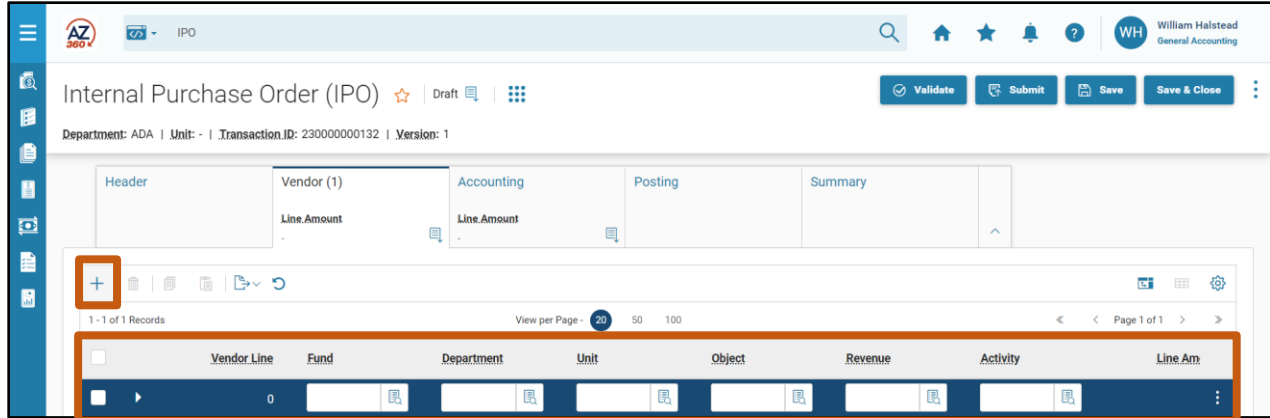 AZ
360
IPO
?
WH
William Halstead
General Accounting
Internal Purchase Order (IPO)
Draft
Validate
Submit
Save
Save & Close
Department: ADA | Unit: - | Transaction ID: 230000000132 | Version: 1
Header
Vendor (1)
Accounting
Posting
Summary
Line Amount
Line Amount
-
-
1 - 1 of 1 Records
View per Page - 20 50 100
Page 1 of 1
Vendor Line Fund Department Unit Object Revenue Activity Line Am
0